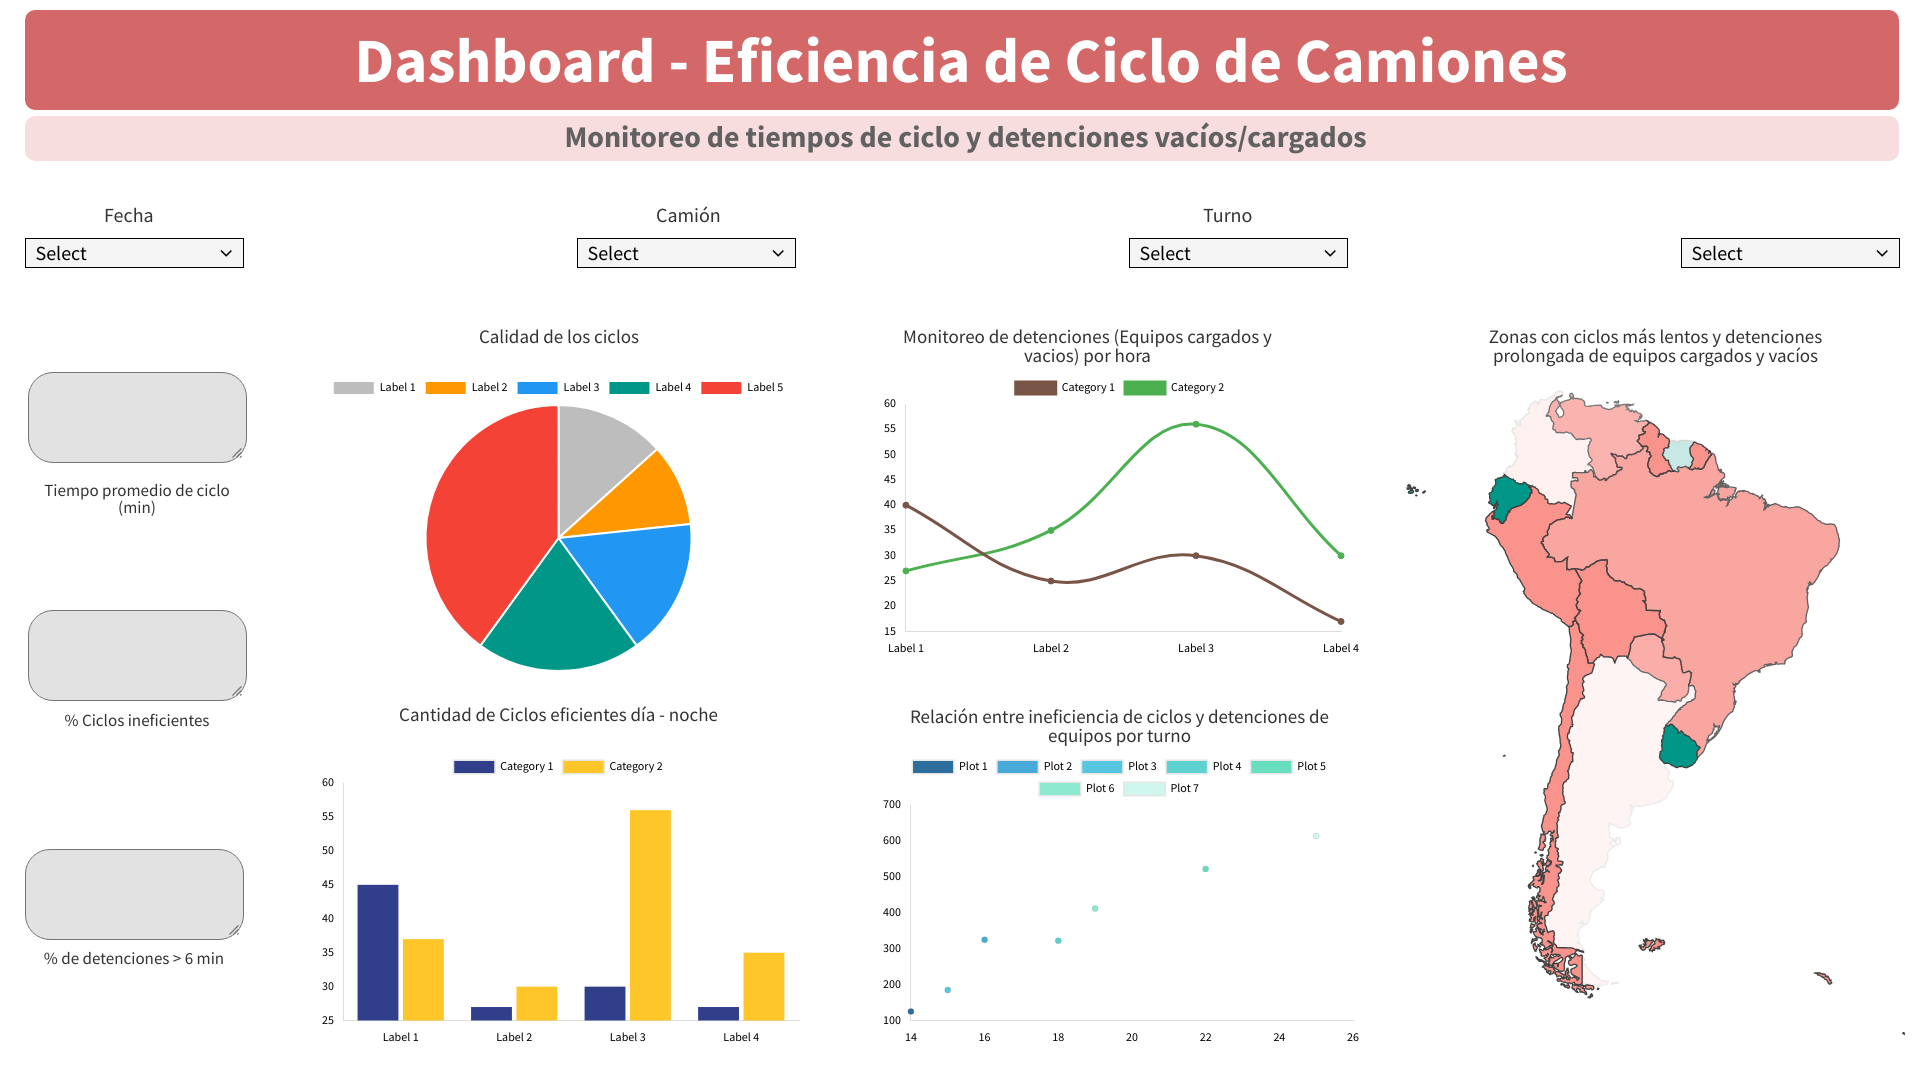 Dashboard - Eficiencia de Ciclo de Camiones
Monitoreo de tiempos de ciclo y detenciones vacíos/cargados
Fecha
Camión
Turno
Select
Select
Select
Select
Tiempo promedio de ciclo
(min)
% Ciclos ineficientes
% de detenciones > 6 min
Calidad de los ciclos
Label 1 Label 2 Label 3 Label 4 Label 5
Monitoreo de detenciones (Equipos cargados y
vacios) por hora
Category 1 Category 2
60
55
50
45
40
35
30
25
20
15
Label 1 Label 2 Label 3 Label 4
Zonas con ciclos más lentos y detenciones
prolongada de equipos cargados y vacíos
Cantidad de Ciclos eficientes día - noche
Category 1 Category 2
60
55
50
45
40
35
30
25
Label 1 Label 2 Label 3 Label 4
Relación entre ineficiencia de ciclos y detenciones de
equipos por turno
Plot 1 Plot 2 Plot 3 Plot 4 Plot 5
Plot 6 Plot 7
700
600
500
400
300
200
100
14 16 18 20 22 24 26